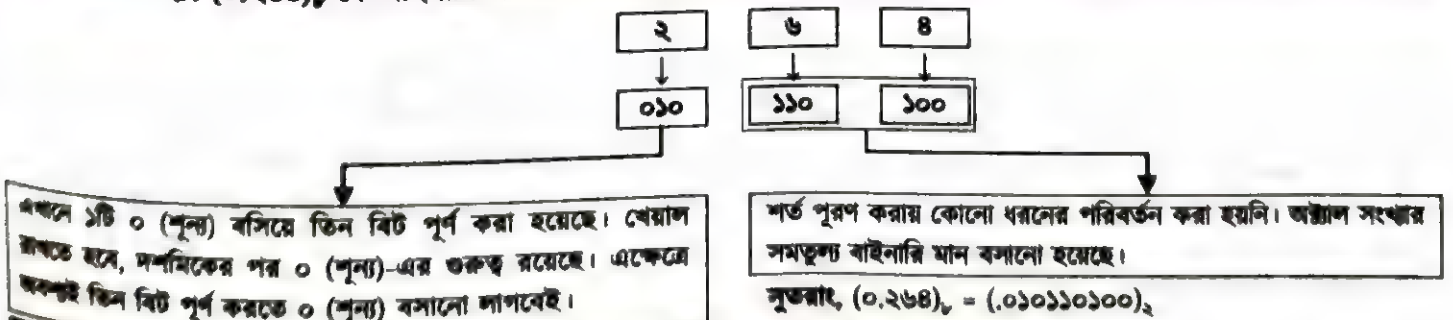 ২ ৬ ৪
০১০ ১১০ ১০০
এখানে ১টি ০ (শূন্য) বসিয়ে তিন বিট পূর্ণ করা হয়েছে। খেয়াল
রাখতে হবে, দশমিকের পর ০ (শূন্য)-এর গুরুত্ব রয়েছে। এক্ষেত্রে
অবশ্যই তিন বিট পূর্ণ করতে ০ (শূন্য) বসানো লাগবেই।
শর্ত পূরণ করায় কোনো ধরনের পরিবর্তন করা হয়নি। অক্টাল সংখ্যার
সমতুল্য বাইনারি মান বসানো হয়েছে।
সুতরাং, (০.২৬৪)₈ = (.০১০১১০১০০)₂